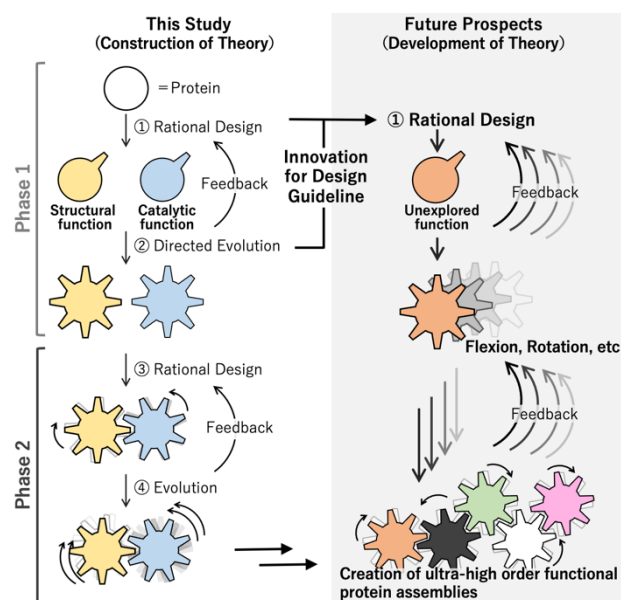 This Study
(Construction of Theory)
Future Prospects
(Development of Theory)
Phase 1
Phase 2
= Protein
① Rational Design
Feedback
Structural
function
Catalytic
function
② Directed Evolution
Innovation
for Design
Guideline
③ Rational Design
Feedback
④ Evolution
① Rational Design
Feedback
Unexplored
function
Flexion, Rotation, etc
Feedback
Creation of ultra-high order functional
protein assemblies